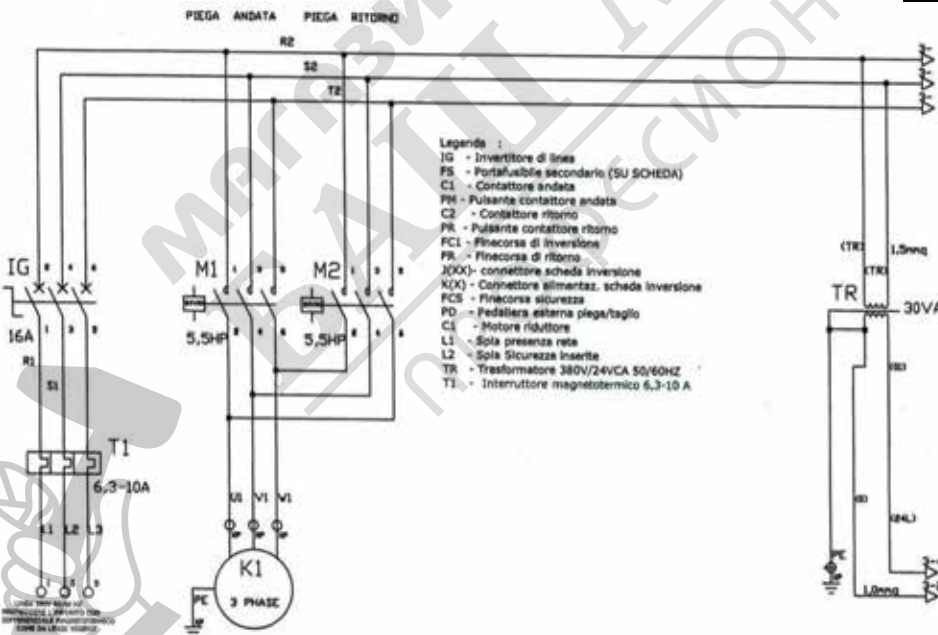 PIEGA ANDATA PIEGA RITORNO
R2
S2
T2
Legenda :
IG - Invertitore di linea
FS - Portafusibile secondario (SU SCHEDA)
C1 - Contattore andata
PM - Pulsante contattore andata
C2 - Contattore ritorno
PR - Pulsante contattore ritorno
FC1 - Finecorsa di inversione
FR - Finecorsa di ritorno
J(XX)- connettore scheda inversione
K(X) - Connettore alimentaz. scheda inversione
FCS - Finecorsa sicurezza
PD - Pedaliera esterna piega/taglio
C1 - Motore riduttore
L1 - Spia presenza rete
L2 - Spia Sicurezza Inserite
TR - Trasformatore 380V/24VCA 50/60HZ
T1 - Interruttore magnetotermico 6,3-10 A
IG
16A
R1
S1
T1
6,3-10A
L1 L2 L3
M1
5,5HP
M2
5,5HP
U1 V1 W1
K1
3 PHASE
PE
(TR)
1,5mmq
(TR)
TR
30VA
(24L)
PE
1,0mmq
МАГАЗИН